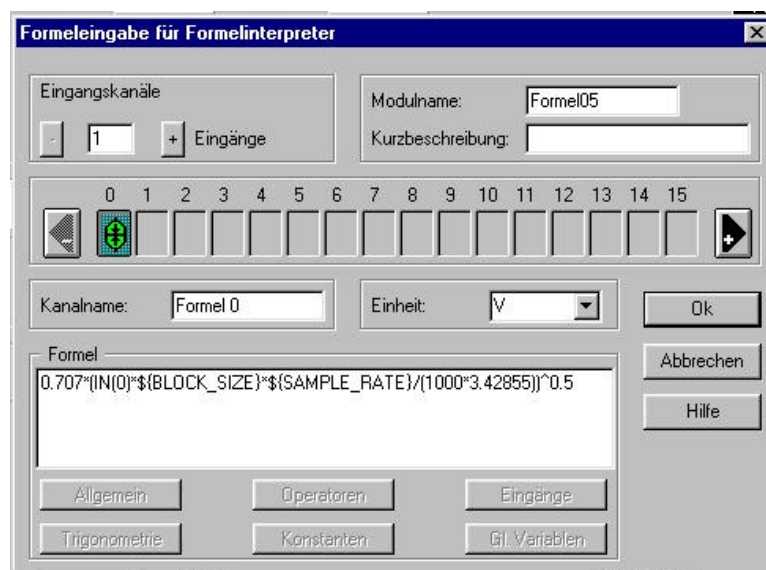 Formeleingabe für Formelinterpreter
Eingangskanäle
- 1 + Eingänge
Modulname: Formel05
Kurzbeschreibung:
0 1 2 3 4 5 6 7 8 9 10 11 12 13 14 15
Kanalname: Formel 0
Einheit: V
Ok
Abbrechen
Hilfe
Formel
0.707*(IN(0)*${BLOCK_SIZE}*${SAMPLE_RATE}/(1000*3.42855))^0.5
Allgemein Operatoren Eingänge
Trigonometrie Konstanten Gl. Variablen